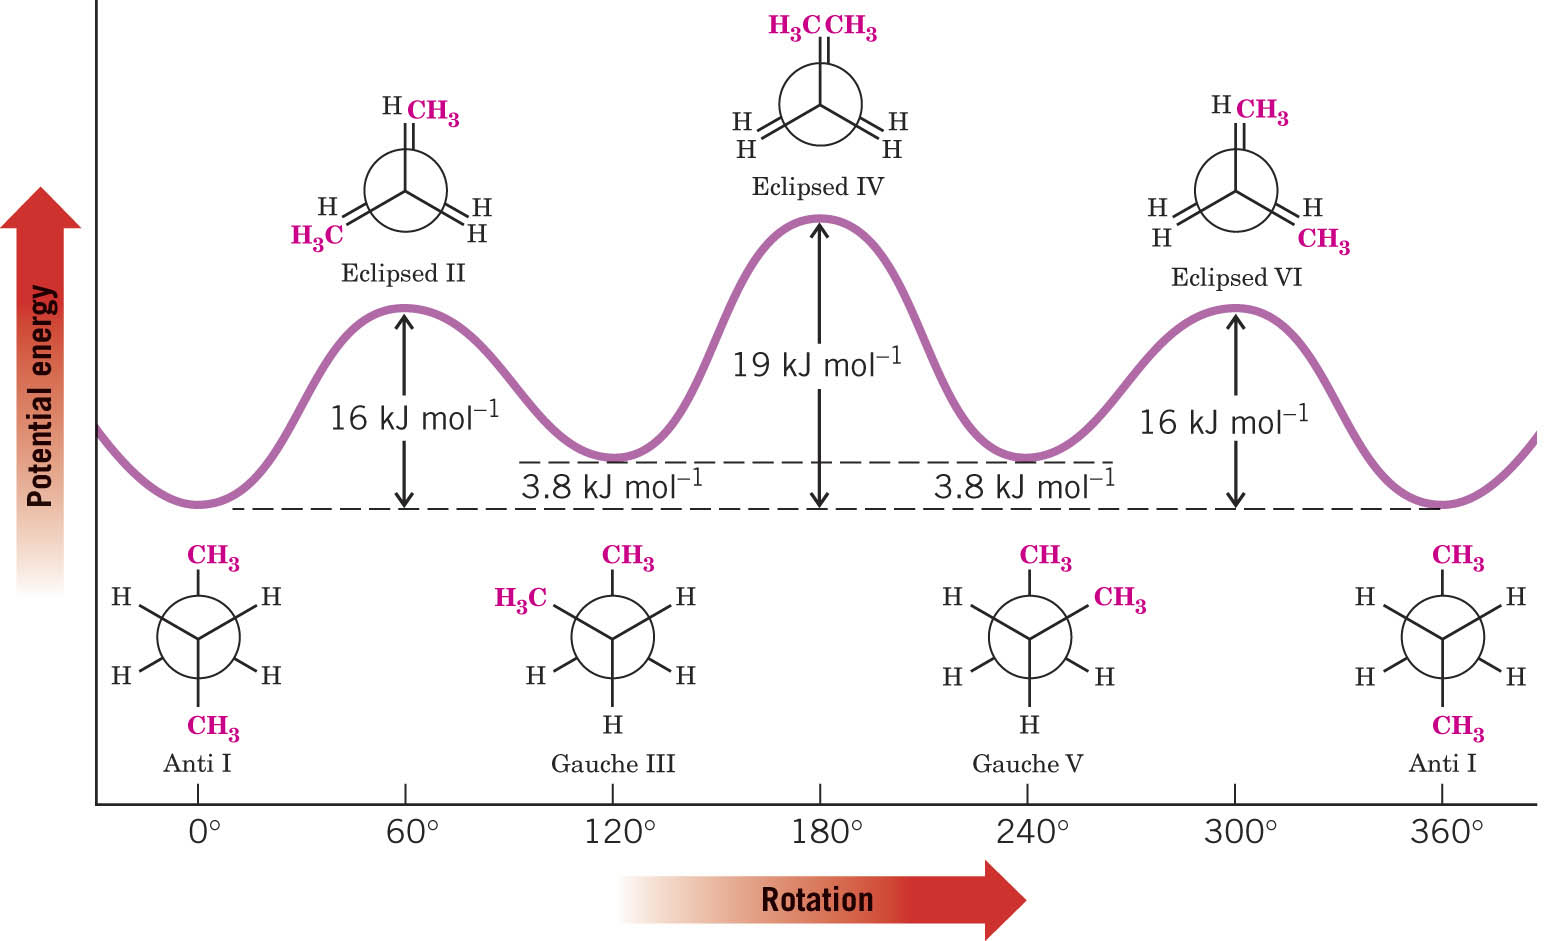 H₃C CH₃
H H
H H
Eclipsed IV
H CH₃
H H
H₃C H
Eclipsed II
H CH₃
H H
H CH₃
Eclipsed VI
Potential energy
16 kJ mol⁻¹
19 kJ mol⁻¹
16 kJ mol⁻¹
3.8 kJ mol⁻¹
3.8 kJ mol⁻¹
CH₃
H H
H H
CH₃
Anti I
CH₃
H₃C H
H H
H
Gauche III
CH₃
H CH₃
H H
H
Gauche V
CH₃
H H
H H
CH₃
Anti I
0° 60° 120° 180° 240° 300° 360°
Rotation